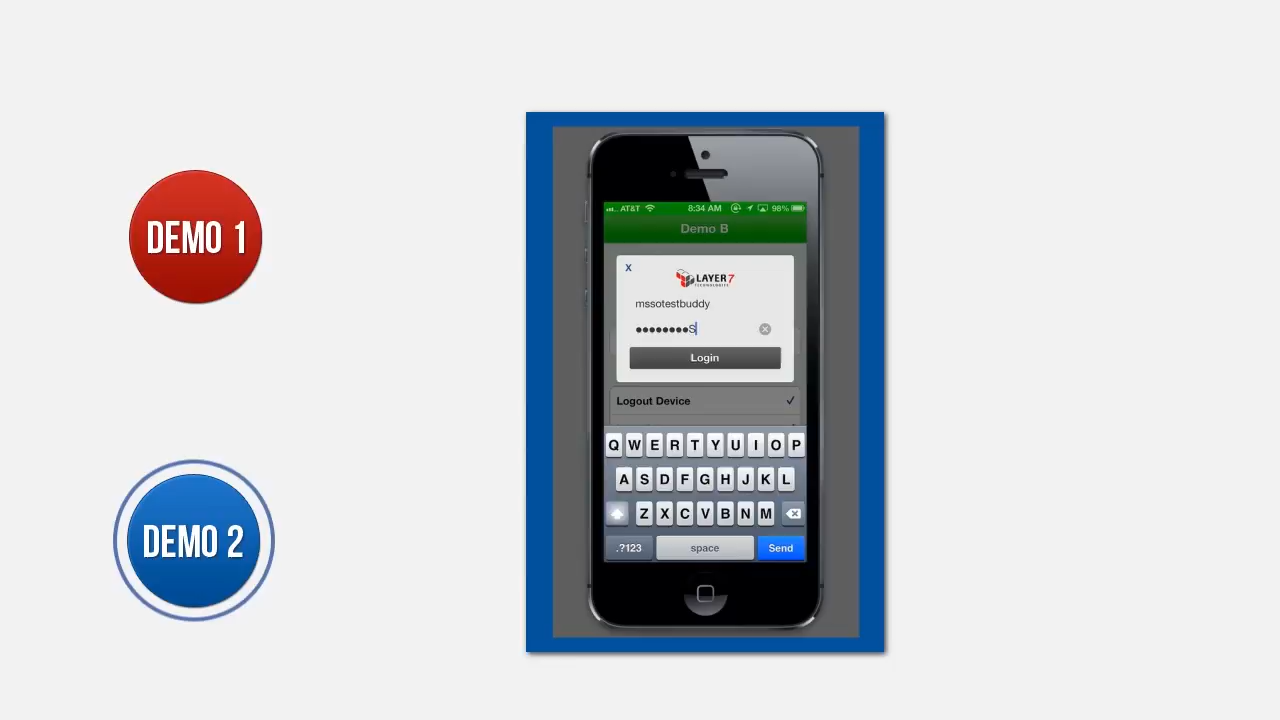 DEMO 1
DEMO 2
AT&T 8:34 AM 98%
Demo B
X
LAYER 7
TECHNOLOGIES
mssotestbuddy
●●●●●●●●S
Login
Logout Device
Q W E R T Y U I O P
A S D F G H J K L
Z X C V B N M
.?123 space Send